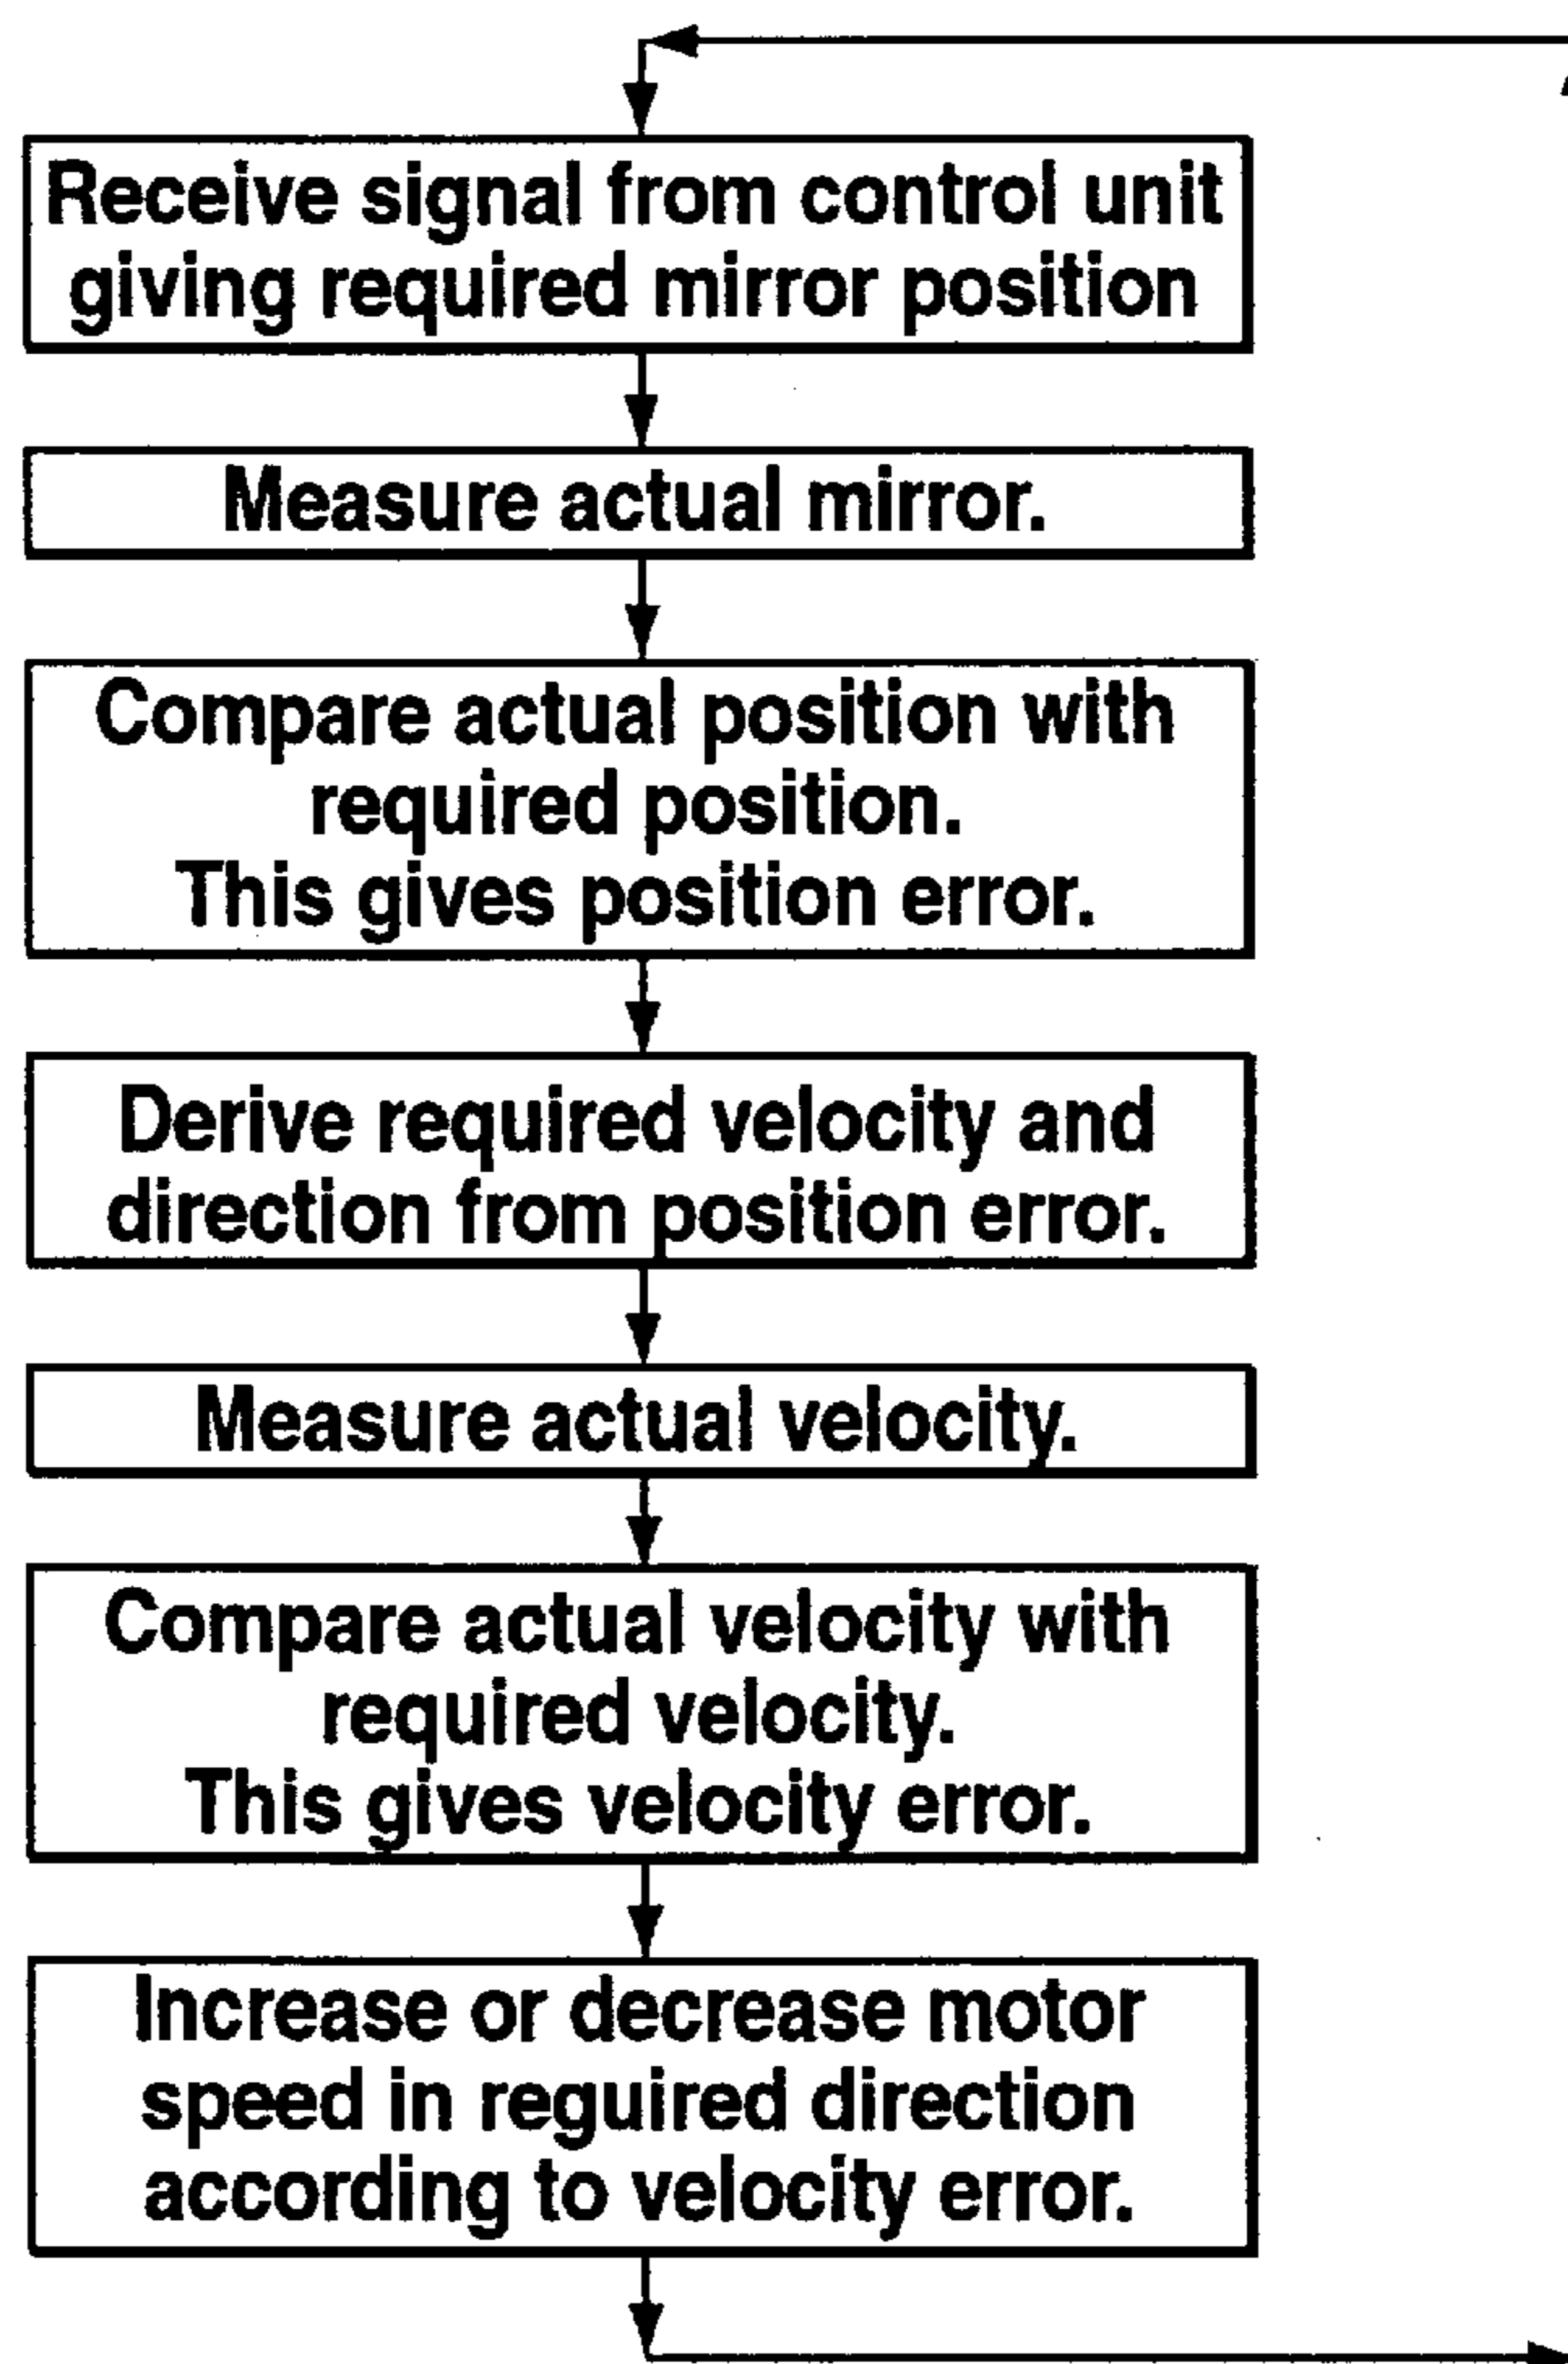 Receive signal from control unit
giving required mirror position
Measure actual mirror.
Compare actual position with
required position.
This gives position error.
Derive required velocity and
direction from position error.
Measure actual velocity.
Compare actual velocity with
required velocity.
This gives velocity error.
Increase or decrease motor
speed in reguired direction
according to velocity error.